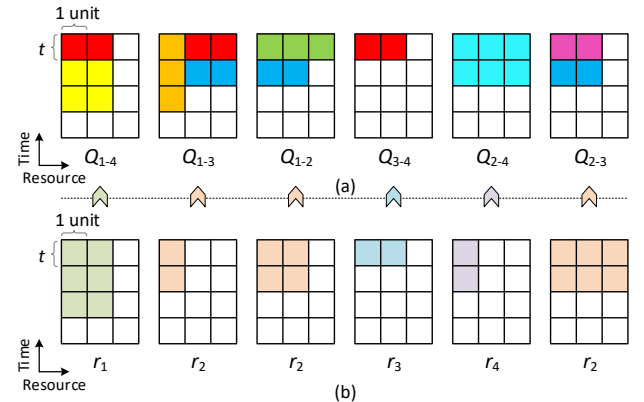 1 unit
t
Time
Resource
Q1-4
Q1-3
Q1-2
Q3-4
Q2-4
Q2-3
(a)
1 unit
t
Time
Resource
r1
r2
r2
r3
r4
r2
(b)